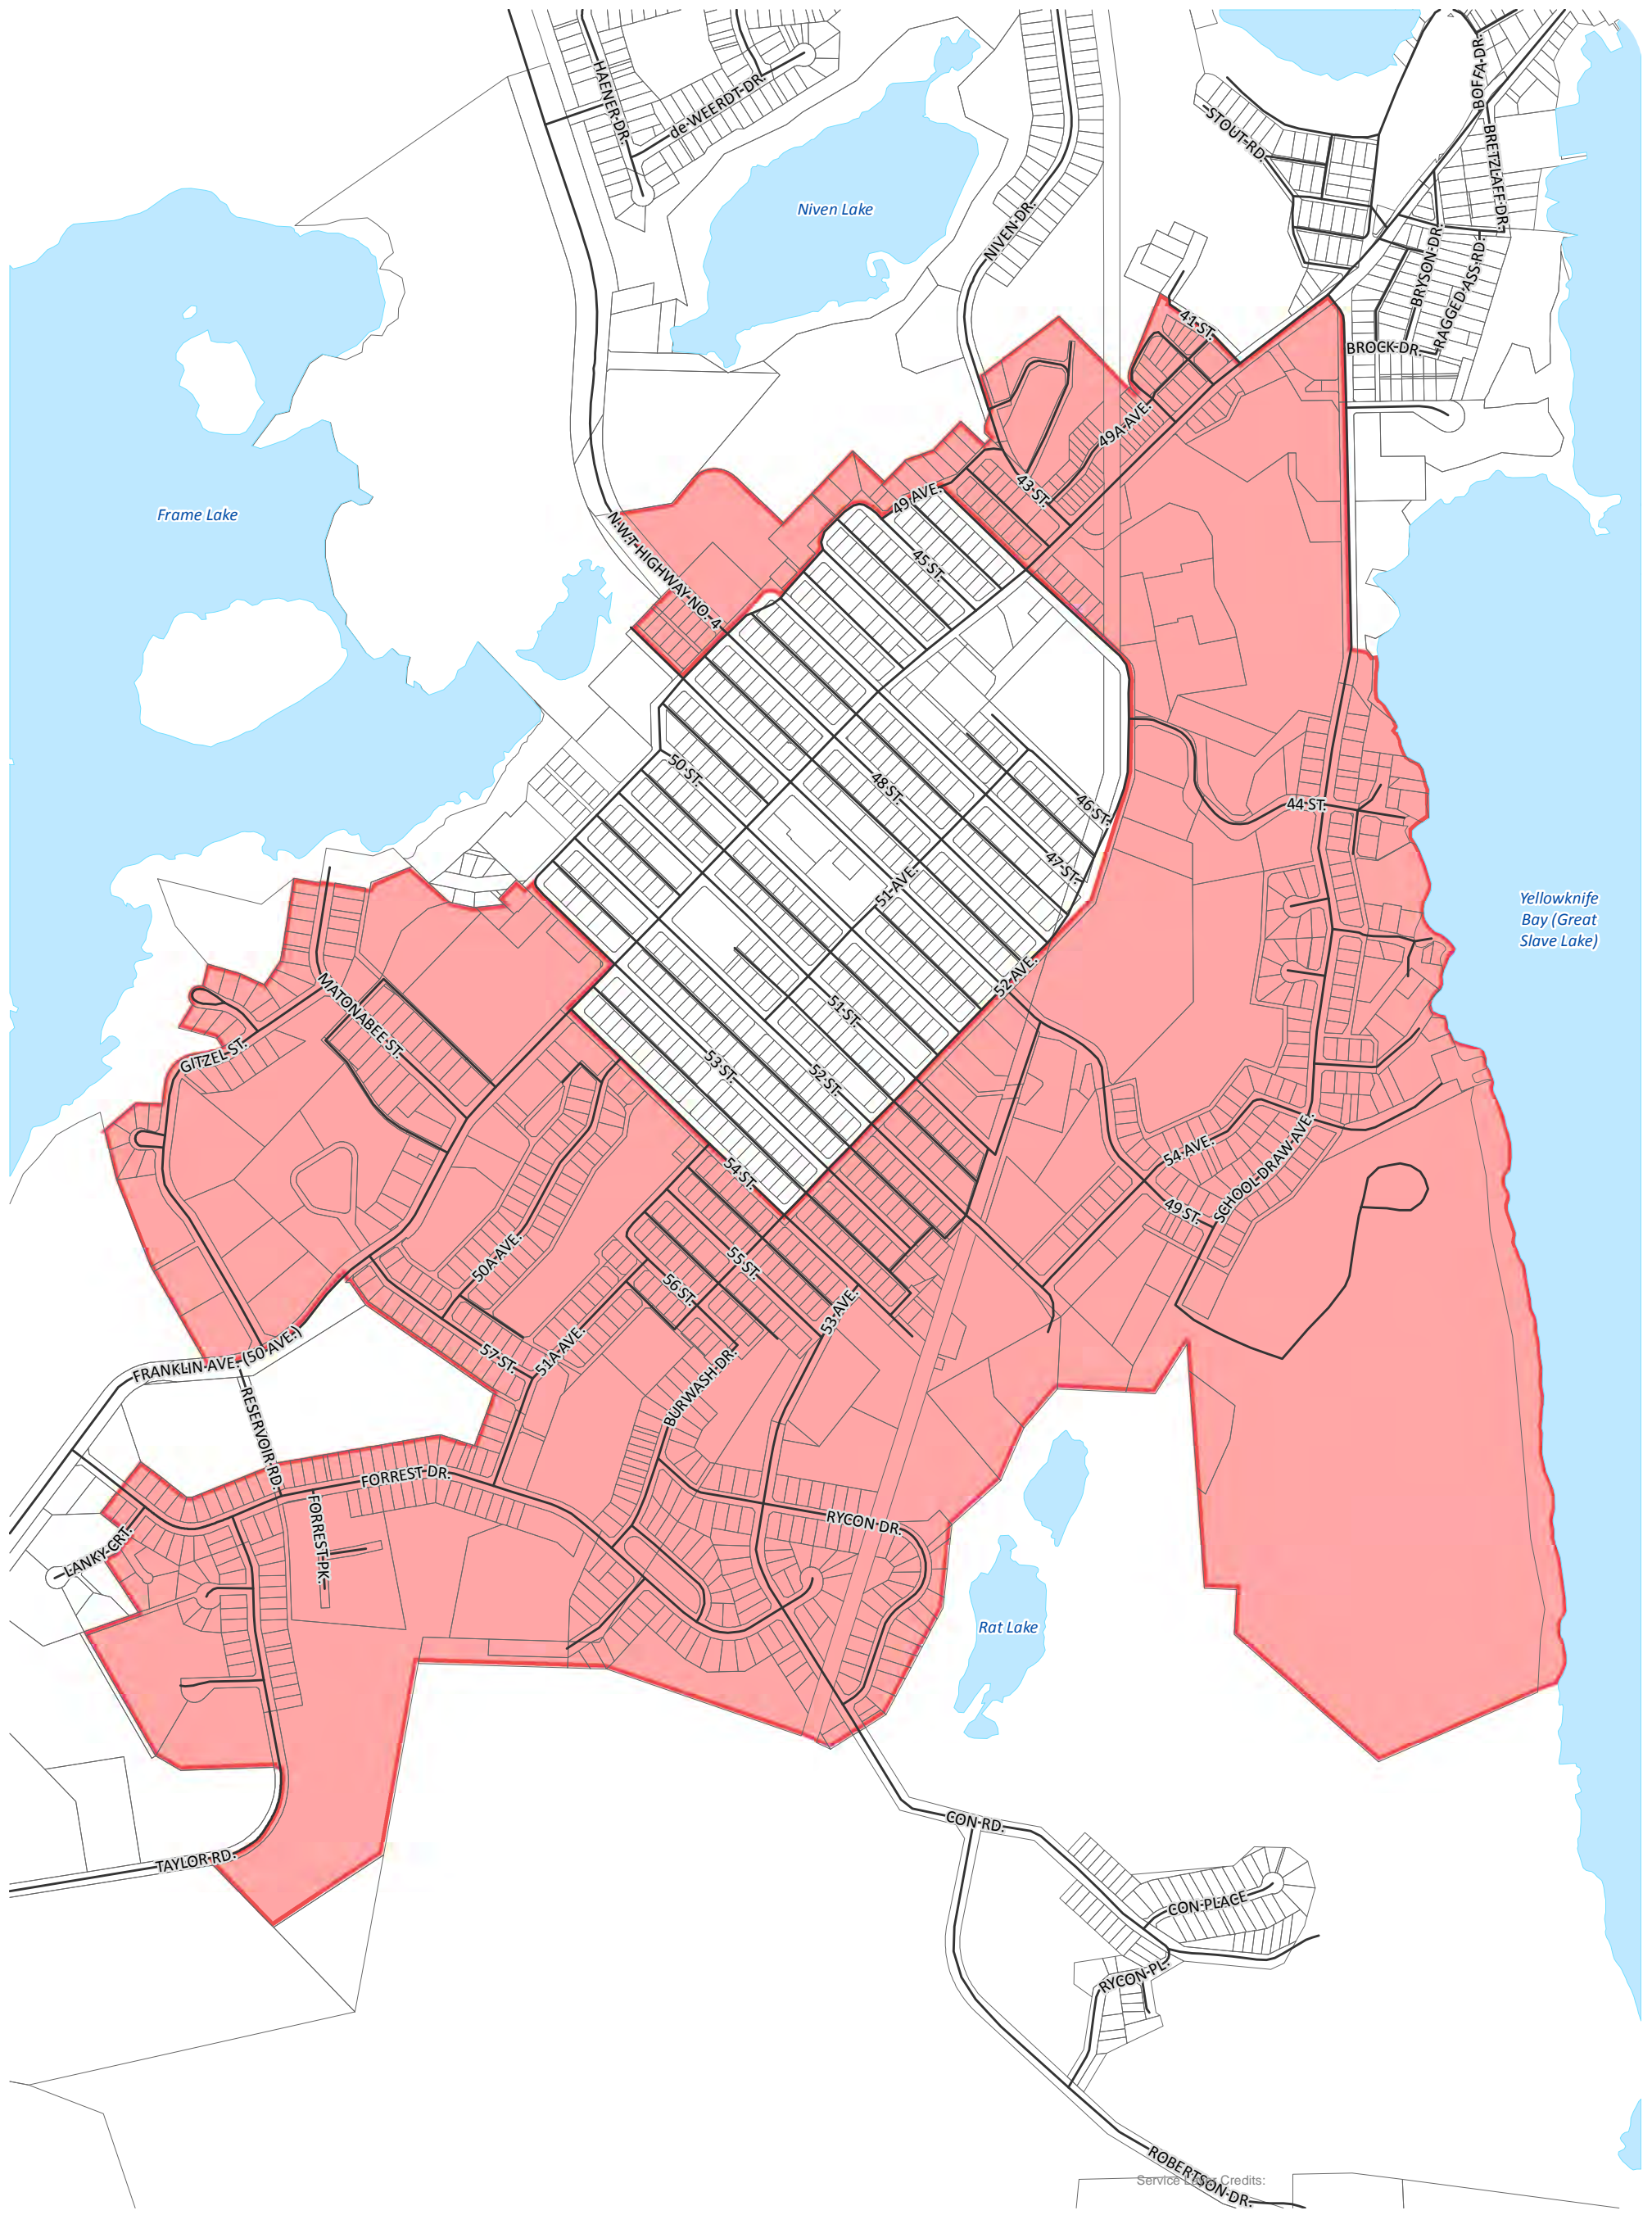 HAENER DR.
de WEERDT DR.
BOFFA DR.
STOUT RD.
BRETZLAFF DR.
Niven Lake
NIVEN DR.
BRYSON DR.
RAGGED ASS RD.
41 ST.
BROCK DR.
49A AVE.
49 AVE.
43 ST.
Frame Lake
N.W.T HIGHWAY NO. 4
45 ST.
50 ST.
48 ST.
46 ST.
44 ST.
47 ST.
51 AVE.
Yellowknife
Bay (Great
Slave Lake)
52 AVE.
MATONABEE ST.
51 ST.
GITZEL ST.
53 ST.
52 ST.
54 AVE.
54 ST.
SCHOOL DRAW AVE.
49 ST.
50A AVE.
55 ST.
56 ST.
53 AVE.
FRANKLIN AVE. (50 AVE.)
57 ST.
51A AVE.
BURWASH DR.
RESERVOIR RD.
FORREST DR.
FORREST PK.
RYCON DR.
LANKY CRT.
Rat Lake
CON RD.
TAYLOR RD.
CON PLACE
RYCON PL.
ROBERTSON DR.
Service Layer Credits: